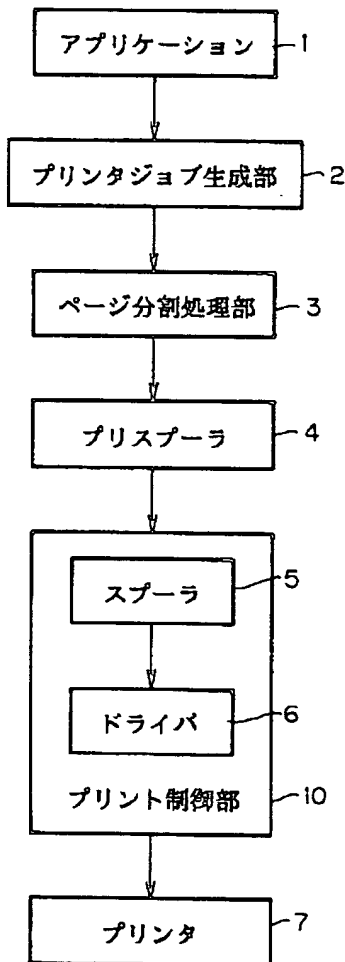 アプリケーション 1
プリンタジョブ生成部 2
ページ分割処理部 3
プリスプーラ 4
スプーラ 5
ドライバ 6
プリント制御部 10
プリンタ 7